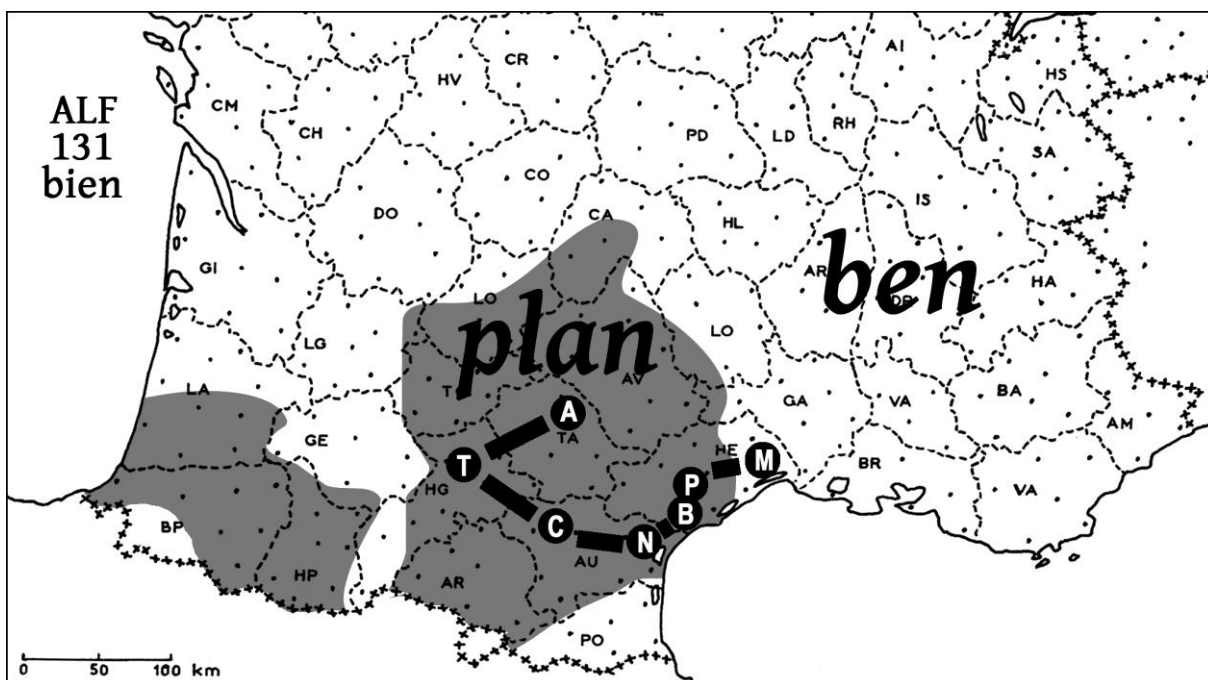 ALF
131
bien
CM
CH
HV
CR
PD
LD
RH
AI
HS
SA
CO
DO
CA
HL
IS
GI
AR
ben
DR
HA
LO
plan
LO
LG
AV
LA
T
A
TA
GE
GA
VA
BA
AM
T
HG
HE
M
P
B
BR
VA
C
N
AU
BP
HP
AR
PO
0 50 100 km